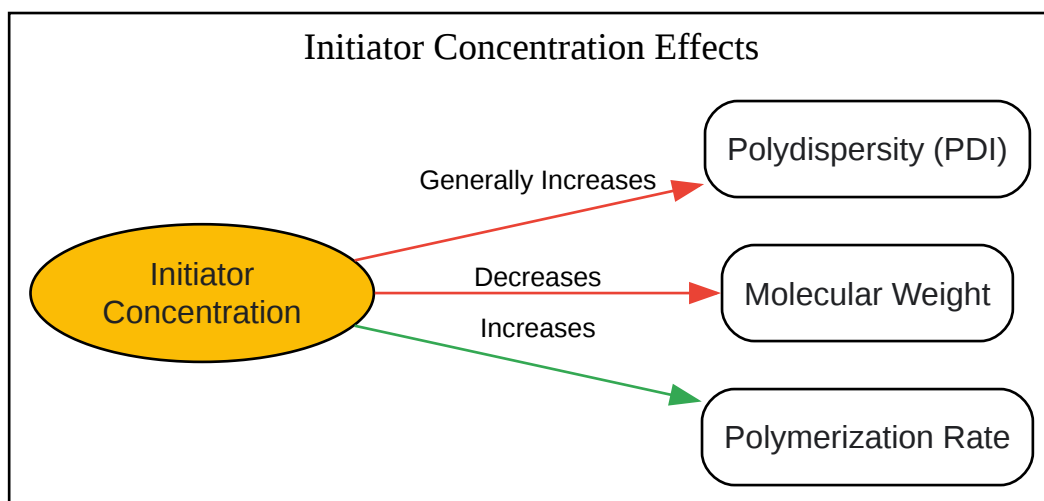 Initiator Concentration Effects
Polydispersity (PDI)
Generally Increases
Initiator
Concentration
Decreases
Molecular Weight
Increases
Polymerization Rate